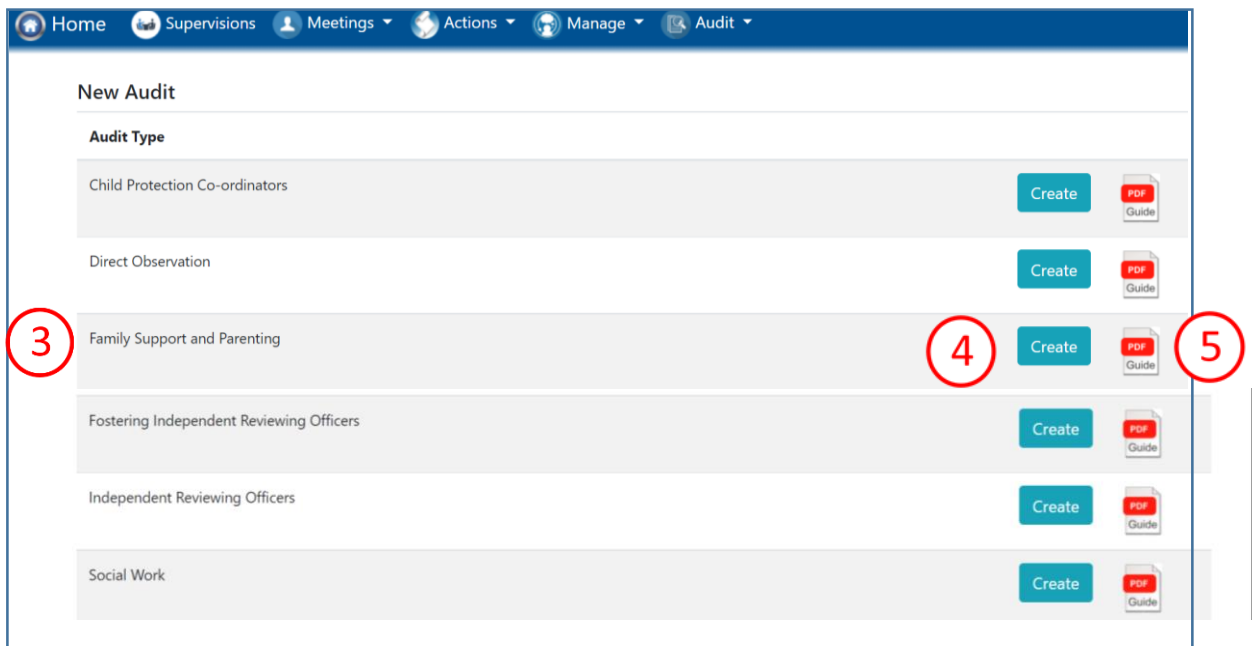 Home Supervisions Meetings Actions Manage Audit
New Audit
Audit Type
Child Protection Co-ordinators Create PDF Guide
Direct Observation Create PDF Guide
3 Family Support and Parenting 4 Create PDF Guide 5
Fostering Independent Reviewing Officers Create PDF Guide
Independent Reviewing Officers Create PDF Guide
Social Work Create PDF Guide